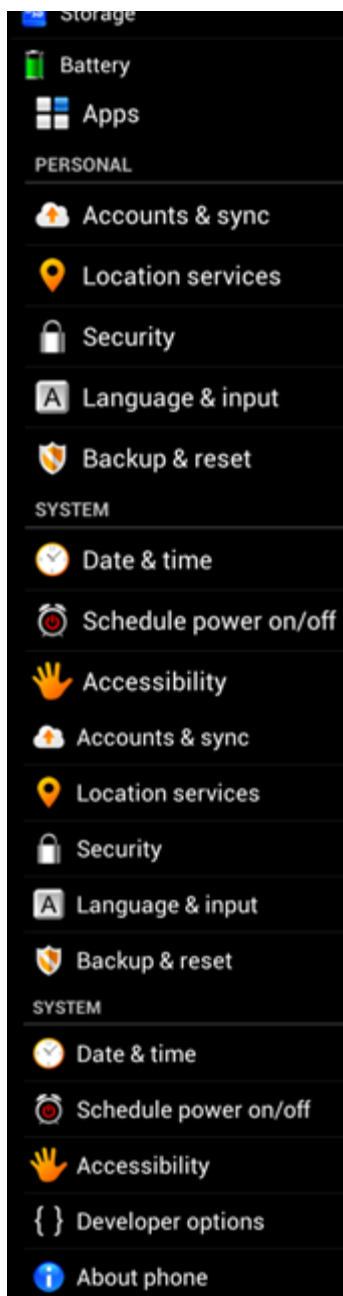 Storage
Battery
Apps
PERSONAL
Accounts & sync
Location services
Security
A Language & input
Backup & reset
SYSTEM
Date & time
Schedule power on/off
Accessibility
Accounts & sync
Location services
Security
A Language & input
Backup & reset
SYSTEM
Date & time
Schedule power on/off
Accessibility
{ } Developer options
i About phone